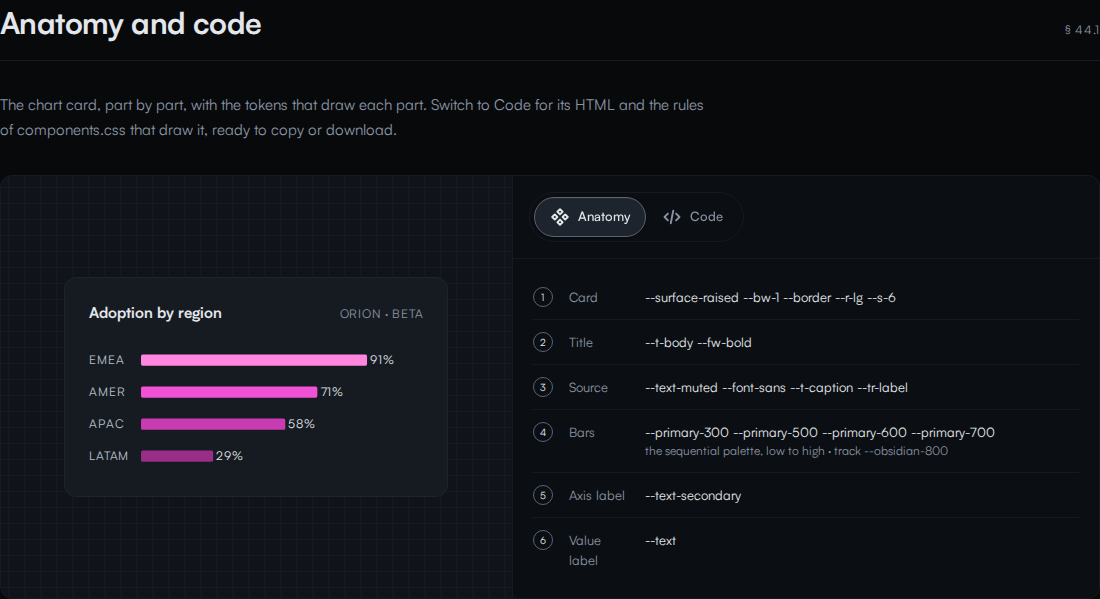 Anatomy and code
§ 44.1
The chart card, part by part, with the tokens that draw each part. Switch to Code for its HTML and the rules
of components.css that draw it, ready to copy or download.
Anatomy
Code
Adoption by region
ORION · BETA
EMEA 91%
AMER 71%
APAC 58%
LATAM 29%
1 Card --surface-raised --bw-1 --border --r-lg --s-6
2 Title --t-body --fw-bold
3 Source --text-muted --font-sans --t-caption --tr-label
4 Bars --primary-300 --primary-500 --primary-600 --primary-700
the sequential palette, low to high · track --obsidian-800
5 Axis label --text-secondary
6 Value --text
label